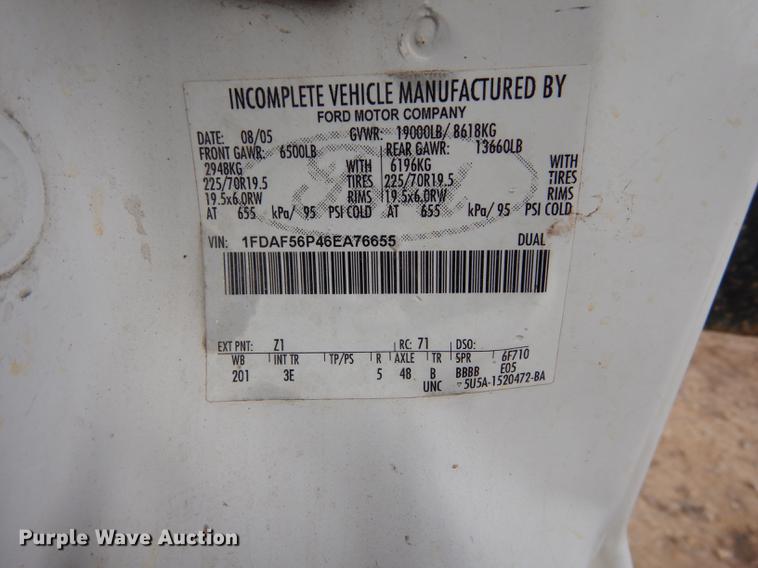 INCOMPLETE VEHICLE MANUFACTURED BY
FORD MOTOR COMPANY
DATE: 08/05 GVWR: 19000LB/ 8618KG
FRONT GAWR: 6500LB REAR GAWR: 13660LB
2948KG WITH 6196KG WITH
225/70R19.5 TIRES 225/70R19.5 TIRES
19.5x6.0RW RIMS 19.5x6.0RW RIMS
AT 655 kPa/ 95 PSI COLD AT 655 kPa/ 95 PSI COLD
VIN: 1FDAF56P46EA76655 DUAL
EXT PNT: Z1 RC: 71 DSO:
WB INT TR TP/PS R AXLE TR SPR 6F710
201 3E 5 48 B BBBB E05
UNC 5U5A-1520472-BA
Purple Wave Auction